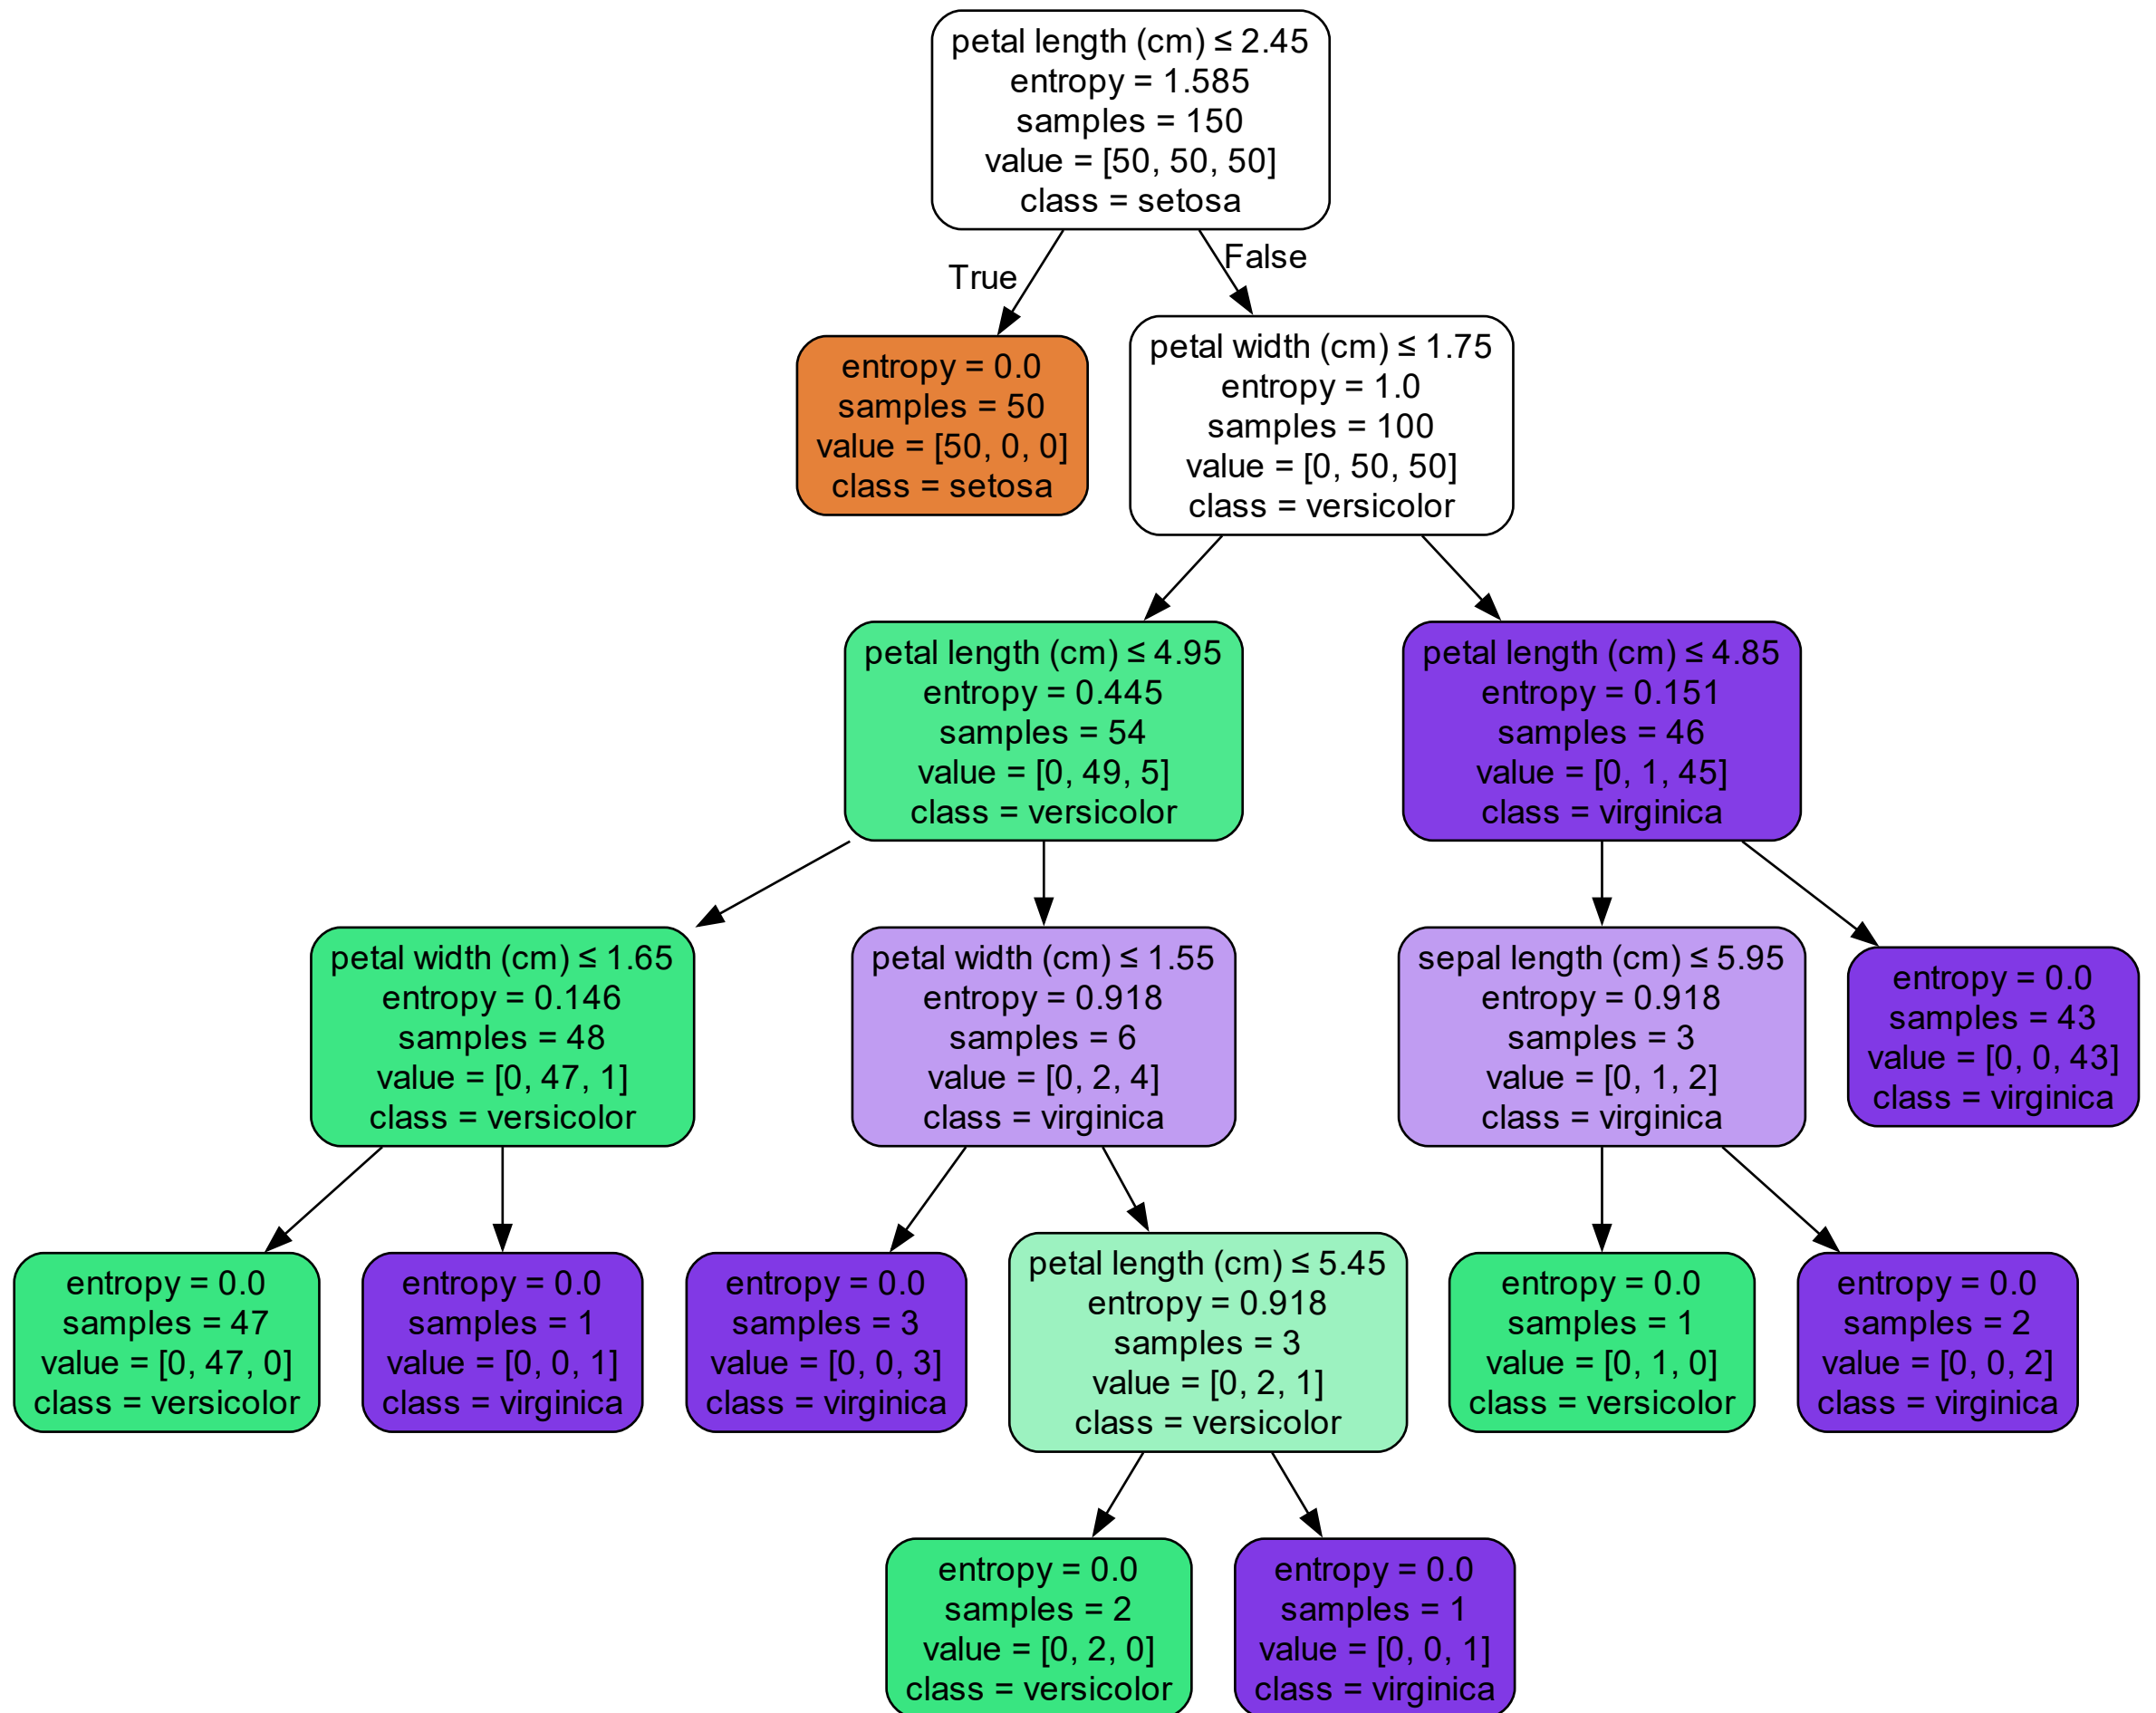 petal length (cm) ≤ 2.45
entropy = 1.585
samples = 150
value = [50, 50, 50]
class = setosa
True
False
entropy = 0.0
samples = 50
value = [50, 0, 0]
class = setosa
petal width (cm) ≤ 1.75
entropy = 1.0
samples = 100
value = [0, 50, 50]
class = versicolor
petal length (cm) ≤ 4.95
entropy = 0.445
samples = 54
value = [0, 49, 5]
class = versicolor
petal length (cm) ≤ 4.85
entropy = 0.151
samples = 46
value = [0, 1, 45]
class = virginica
petal width (cm) ≤ 1.65
entropy = 0.146
samples = 48
value = [0, 47, 1]
class = versicolor
petal width (cm) ≤ 1.55
entropy = 0.918
samples = 6
value = [0, 2, 4]
class = virginica
sepal length (cm) ≤ 5.95
entropy = 0.918
samples = 3
value = [0, 1, 2]
class = virginica
entropy = 0.0
samples = 43
value = [0, 0, 43]
class = virginica
entropy = 0.0
samples = 47
value = [0, 47, 0]
class = versicolor
entropy = 0.0
samples = 1
value = [0, 0, 1]
class = virginica
entropy = 0.0
samples = 3
value = [0, 0, 3]
class = virginica
petal length (cm) ≤ 5.45
entropy = 0.918
samples = 3
value = [0, 2, 1]
class = versicolor
entropy = 0.0
samples = 1
value = [0, 1, 0]
class = versicolor
entropy = 0.0
samples = 2
value = [0, 0, 2]
class = virginica
entropy = 0.0
samples = 2
value = [0, 2, 0]
class = versicolor
entropy = 0.0
samples = 1
value = [0, 0, 1]
class = virginica